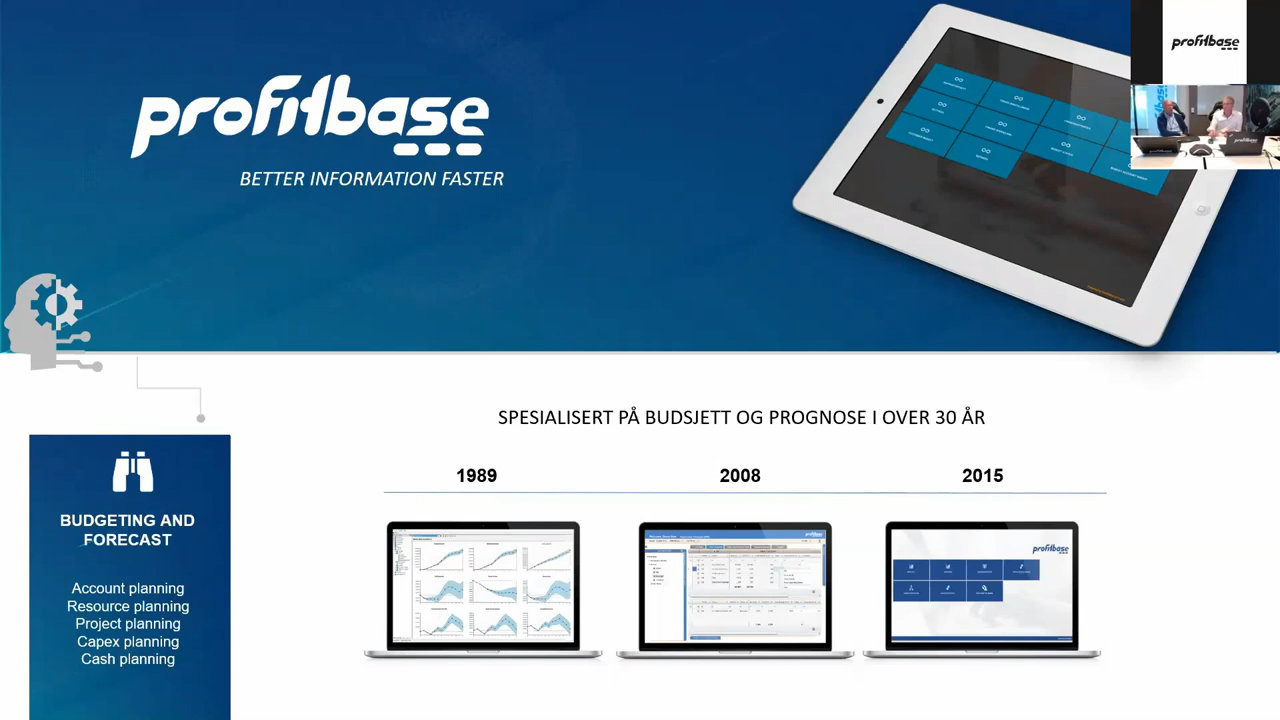 profitbase
BETTER INFORMATION FASTER
profitbase
SPESIALISERT PÅ BUDSJETT OG PROGNOSE I OVER 30 ÅR
1989
2008
2015
profitbase
BUDGETING AND
FORECAST
Account planning
Resource planning
Project planning
Capex planning
Cash planning